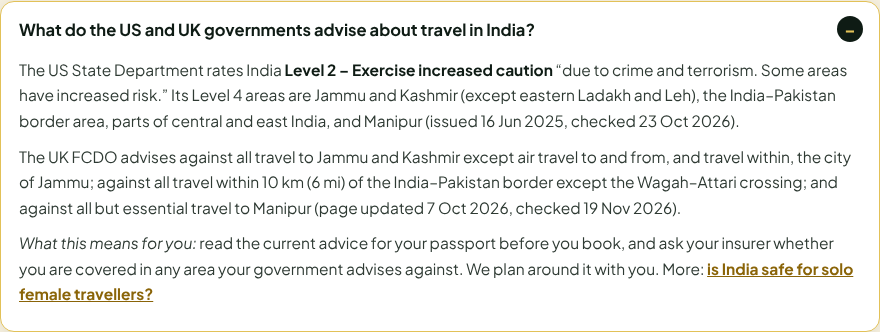 What do the US and UK governments advise about travel in India?
The US State Department rates India Level 2 – Exercise increased caution “due to crime and terrorism. Some areas
have increased risk.” Its Level 4 areas are Jammu and Kashmir (except eastern Ladakh and Leh), the India–Pakistan
border area, parts of central and east India, and Manipur (issued 16 Jun 2025, checked 23 Oct 2026).
The UK FCDO advises against all travel to Jammu and Kashmir except air travel to and from, and travel within, the city
of Jammu; against all travel within 10 km (6 mi) of the India–Pakistan border except the Wagah–Attari crossing; and
against all but essential travel to Manipur (page updated 7 Oct 2026, checked 19 Nov 2026).
What this means for you: read the current advice for your passport before you book, and ask your insurer whether
you are covered in any area your government advises against. We plan around it with you. More: is India safe for solo
female travellers?